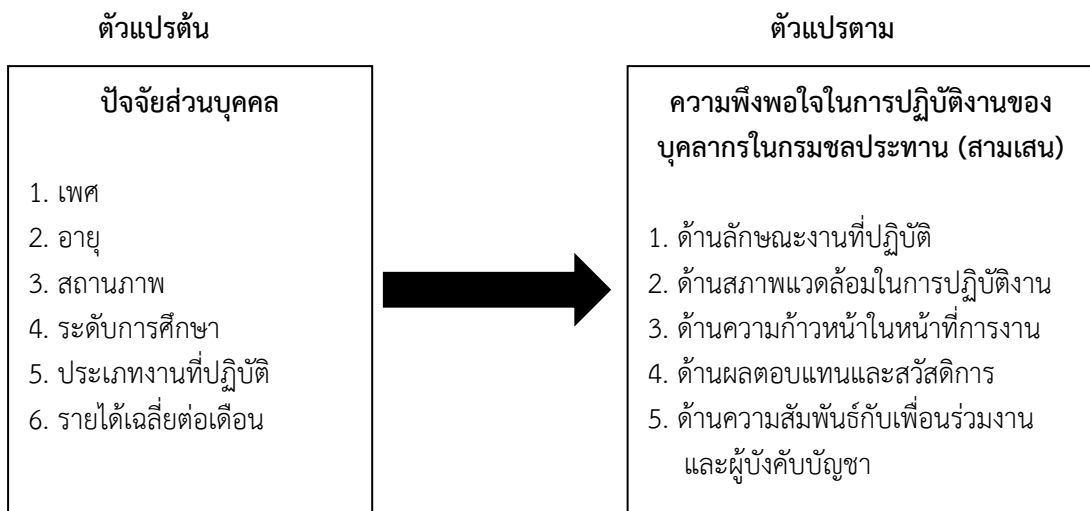 ตัวแปรต้น
ปัจจัยส่วนบุคคล
1. เพศ
2. อายุ
3. สถานภาพ
4. ระดับการศึกษา
5. ประเภทงานที่ปฏิบัติ
6. รายได้เฉลี่ยต่อเดือน
ตัวแปรตาม
ความพึงพอใจในการปฏิบัติงานของ
บุคลากรในกรมชลประทาน (สามเสน)
1. ด้านลักษณะงานที่ปฏิบัติ
2. ด้านสภาพแวดล้อมในการปฏิบัติงาน
3. ด้านความก้าวหน้าในหน้าที่การงาน
4. ด้านผลตอบแทนและสวัสดิการ
5. ด้านความสัมพันธ์กับเพื่อนร่วมงาน
และผู้บังคับบัญชา